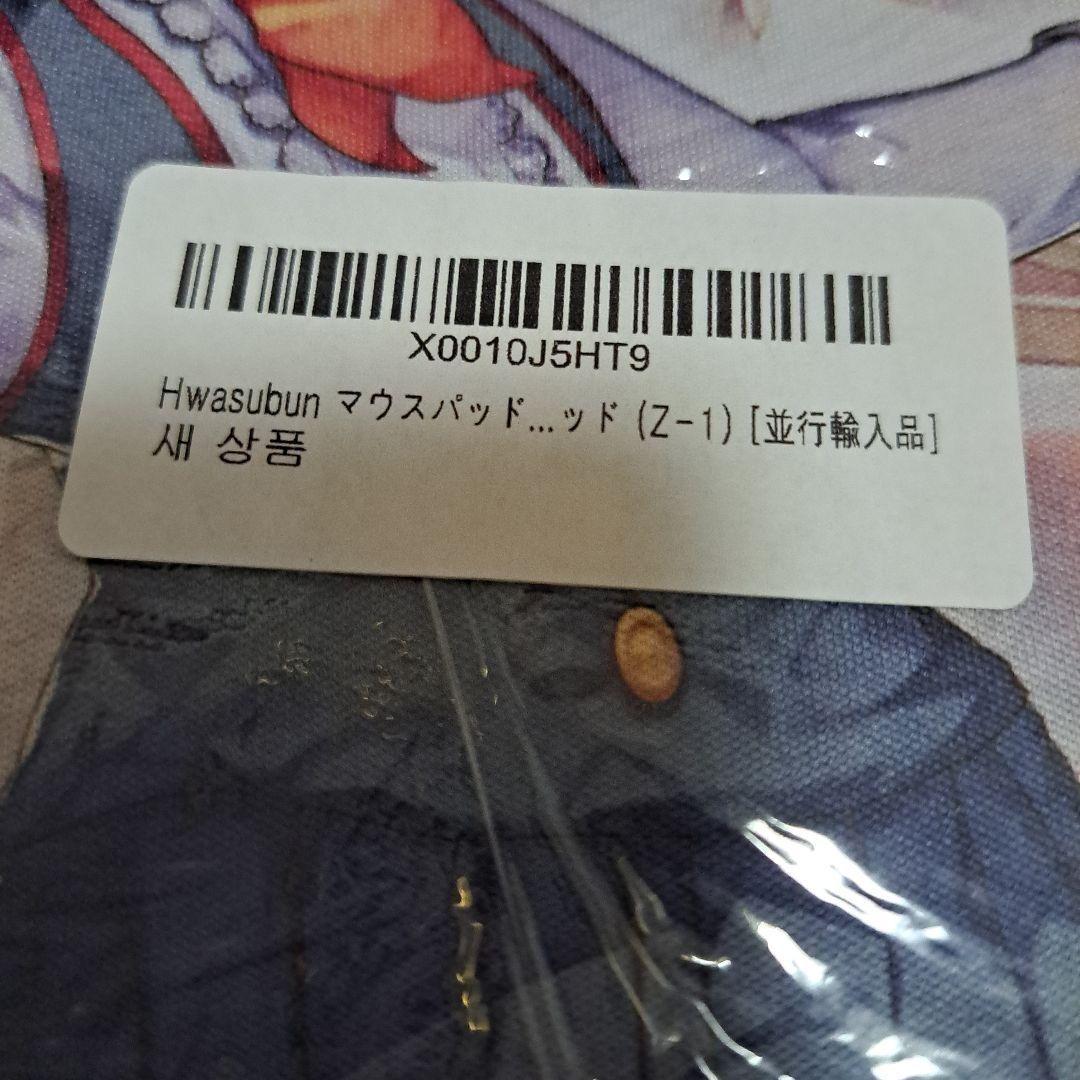 X0010J5HT9
Hwasubun マウスパッド...ッド (Z-1) [並行輸入品]
새 상품